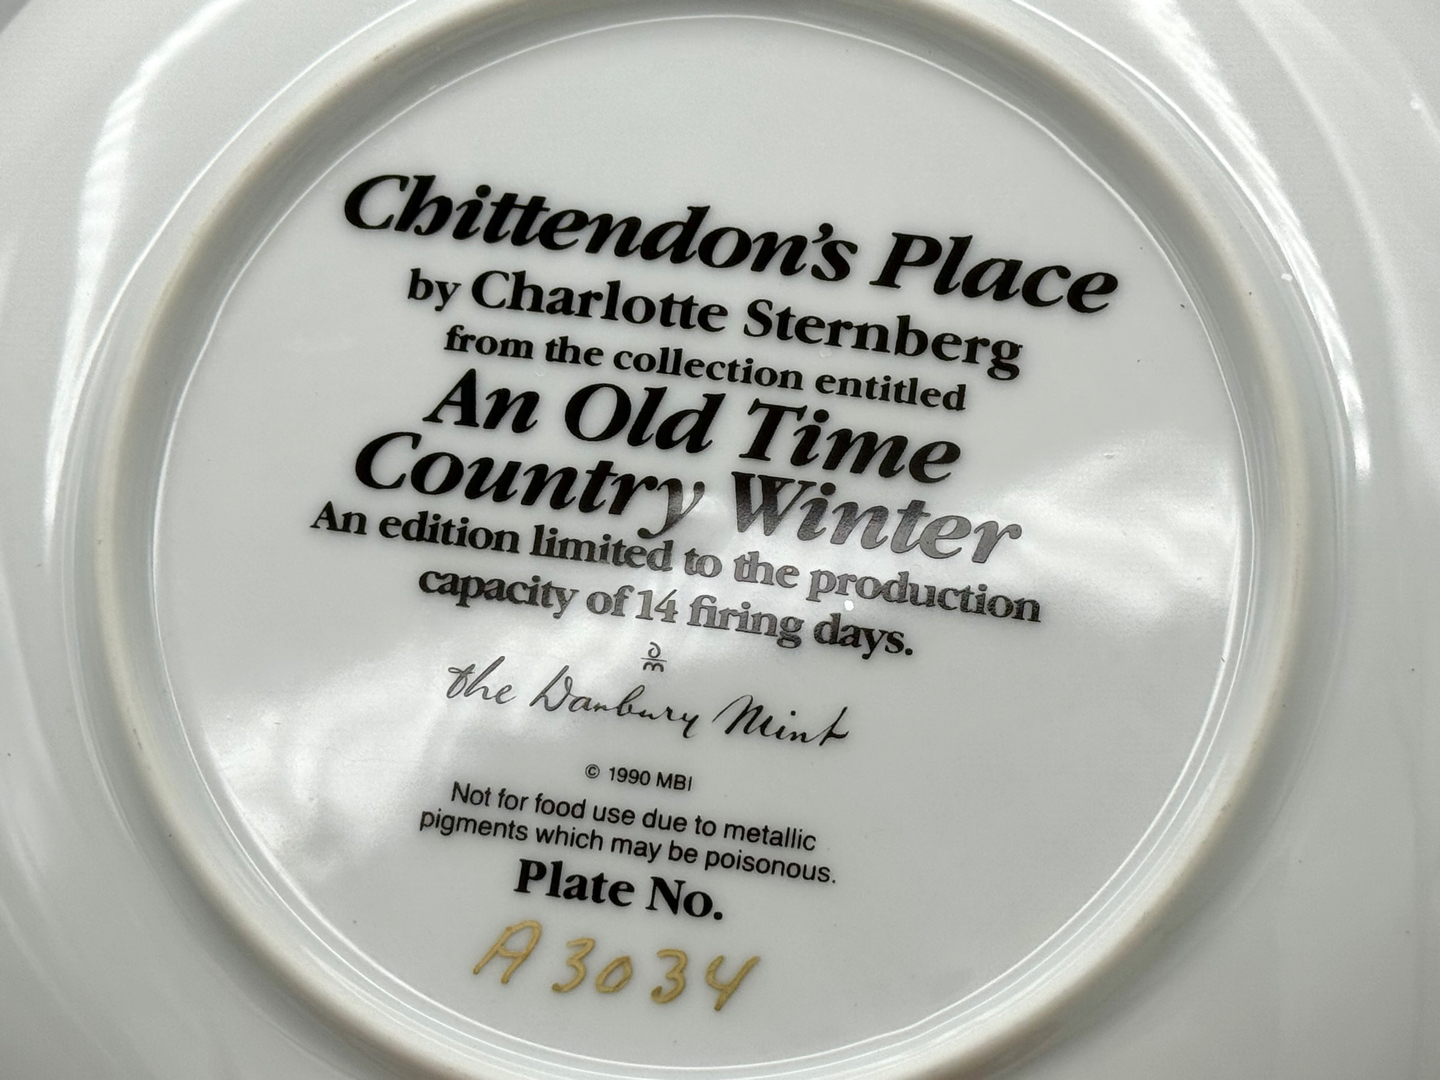 Chittendon's Place
by Charlotte Sternberg
from the collection entitled
An Old Time
Country Winter
An edition limited to the production
capacity of 14 firing days.
dm
the Danbury Mint
© 1990 MBI
Not for food use due to metallic
pigments which may be poisonous.
Plate No.
A3034